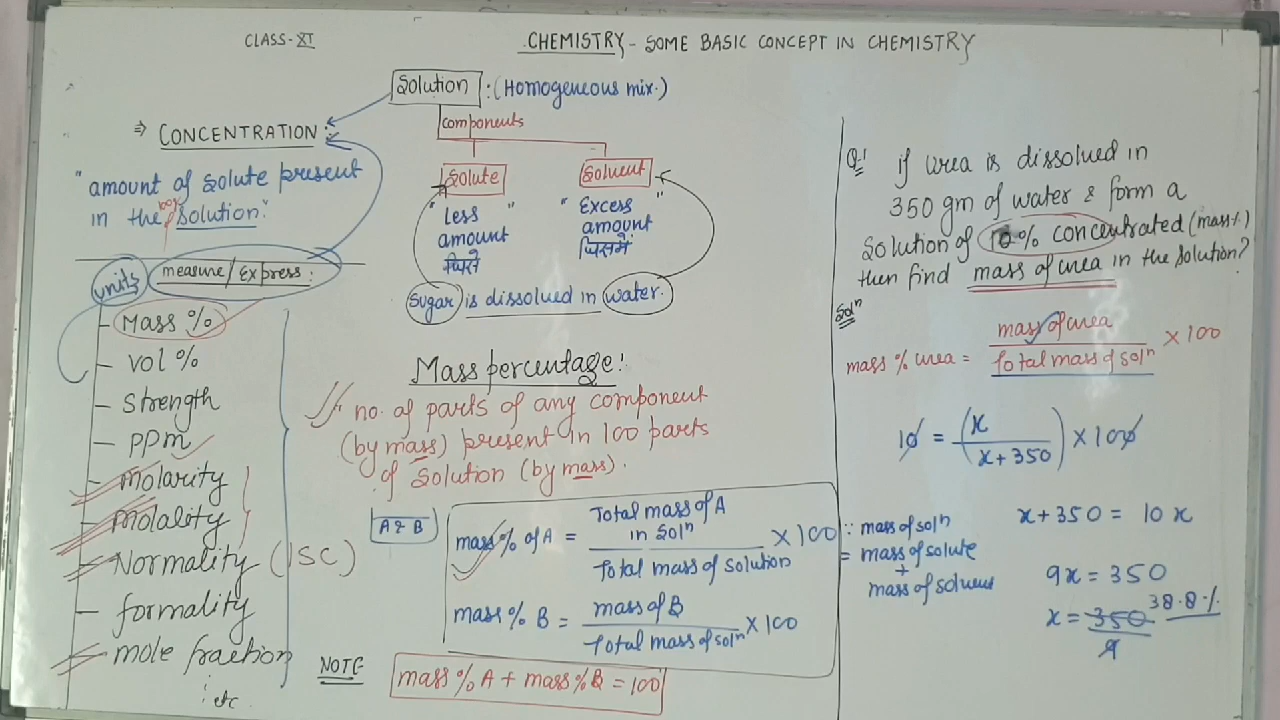 CLASS-XI
CHEMISTRY - SOME BASIC CONCEPT IN CHEMISTRY
Solution : (Homogeneous mix.)
components
Solute
" Less "
amount
जिसे
Solvent
" Excess "
amount
जिसमें
Sugar is dissolved in water.
⇒ CONCENTRATION :
"amount of solute present
in the solution."
units measure/Express :
- Mass %
- vol %
- Strength
- PPM
- Molarity
- Molality
- Normality (ISC)
- formality
- mole fraction
: etc
Mass percentage!
no. of parts of any component
(by mass) present in 100 parts
of Solution (by mass).
A & B
mass% of A = Total mass of A in Solⁿ / Total mass of solution × 100
mass % B = mass of B / Total mass of solⁿ × 100
∵ mass of solⁿ
= mass of solute
+
mass of solvent
NOTE
mass % A + mass % B = 100
Q! if urea is dissolved in
350 gm of water & form a
Solution of 10% concentrated (mass%)
then find mass of urea in the solution?
Solⁿ
mass % urea = mass of urea / Total mass of solⁿ × 100
10 = (x / x+350) × 100
x+350 = 10 x
9x = 350
x = 350 / 9 38.8%